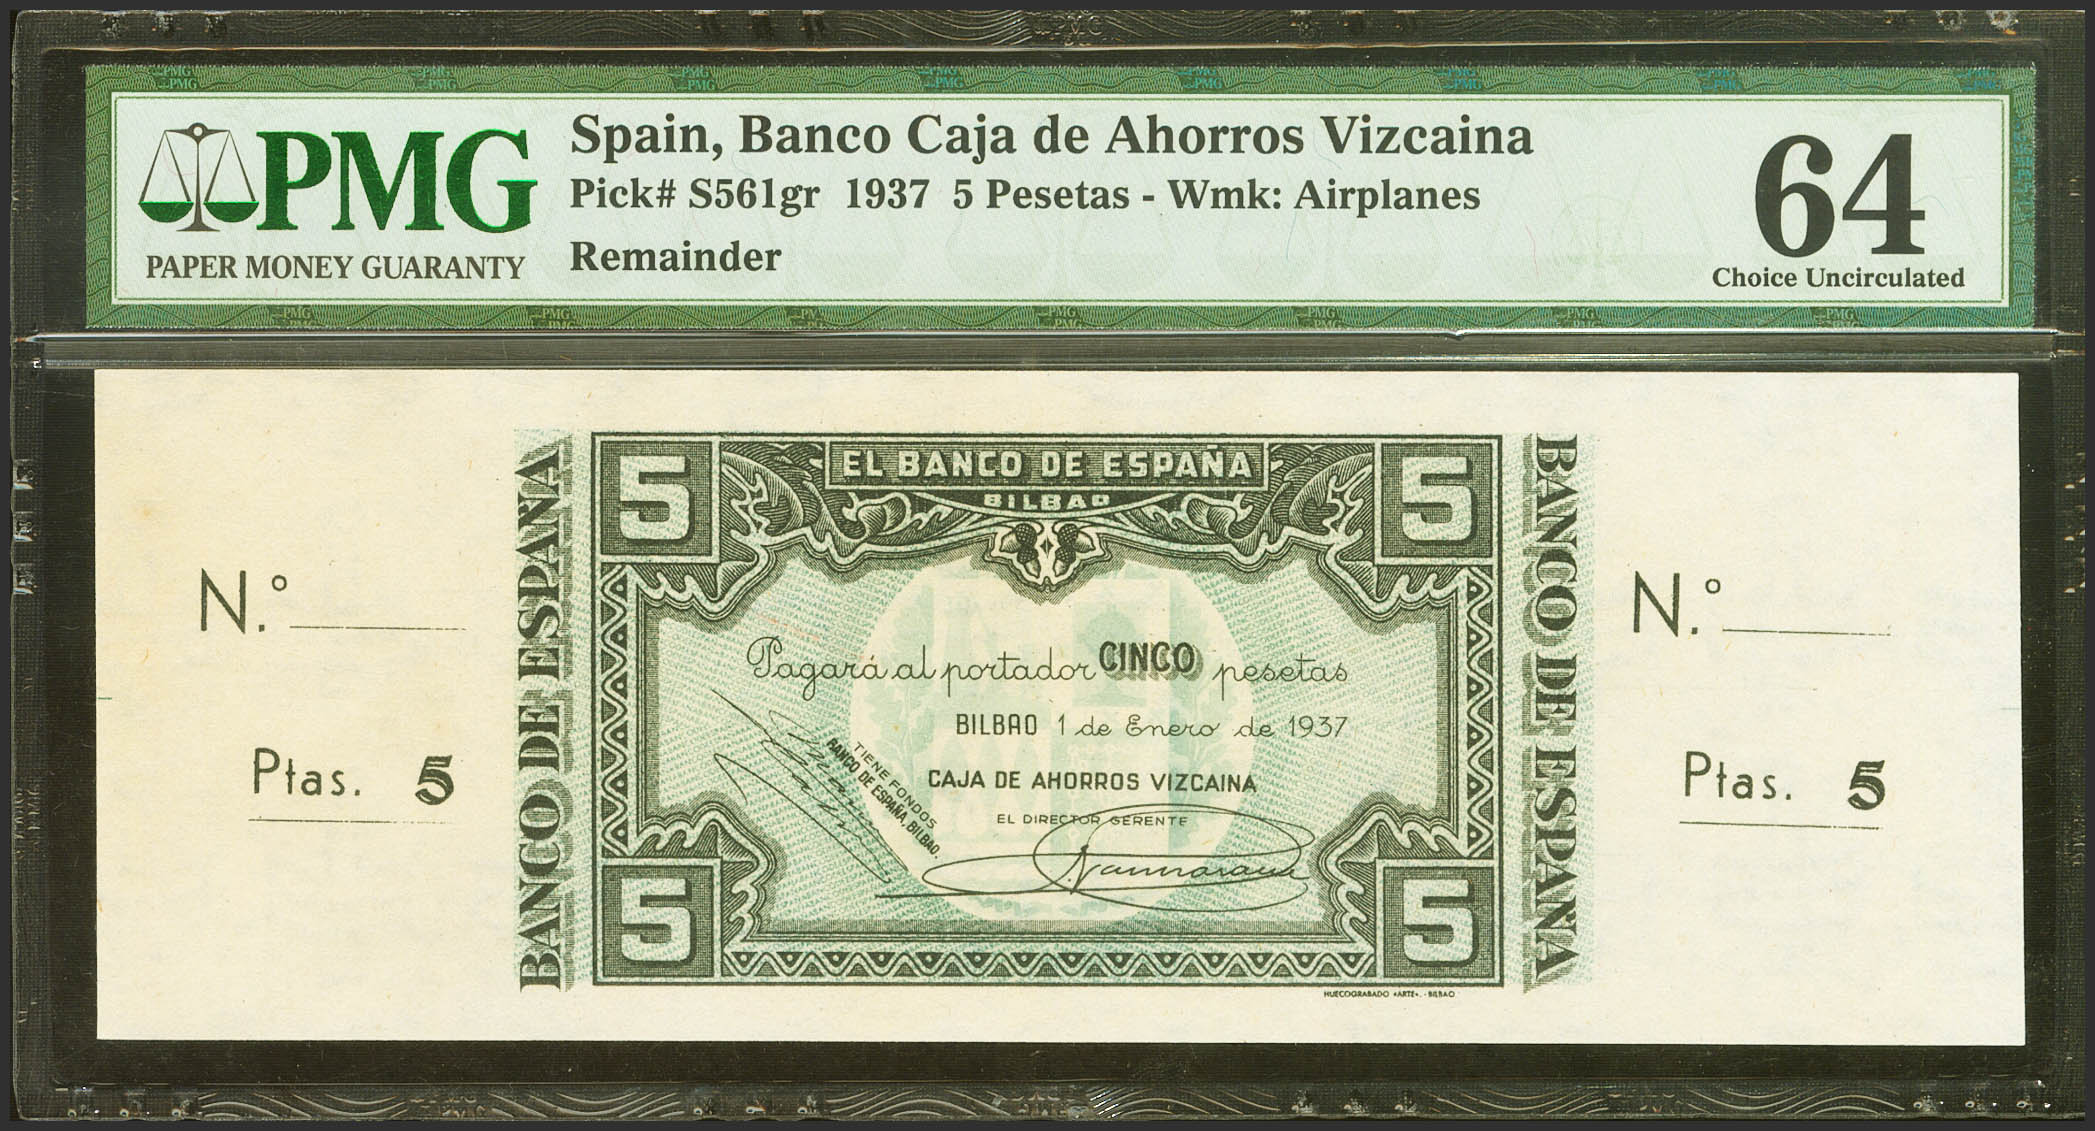 PMG
PAPER MONEY GUARANTY
Spain, Banco Caja de Ahorros Vizcaina
Pick# S561gr 1937 5 Pesetas - Wmk: Airplanes
Remainder
64
Choice Uncirculated
N.º
Ptas. 5
BANCO DE ESPAÑA
5
EL BANCO DE ESPAÑA
BILBAO
5
Pagará al portador CINCO pesetas
BILBAO 1 de Enero de 1937
CAJA DE AHORROS VIZCAINA
EL DIRECTOR GERENTE
TIENE FONDOS
BANCO DE ESPAÑA, BILBAO.
5
5
HUECOGRABADO «ARTE». - BILBAO
BANCO DE ESPAÑA
N.º
Ptas. 5